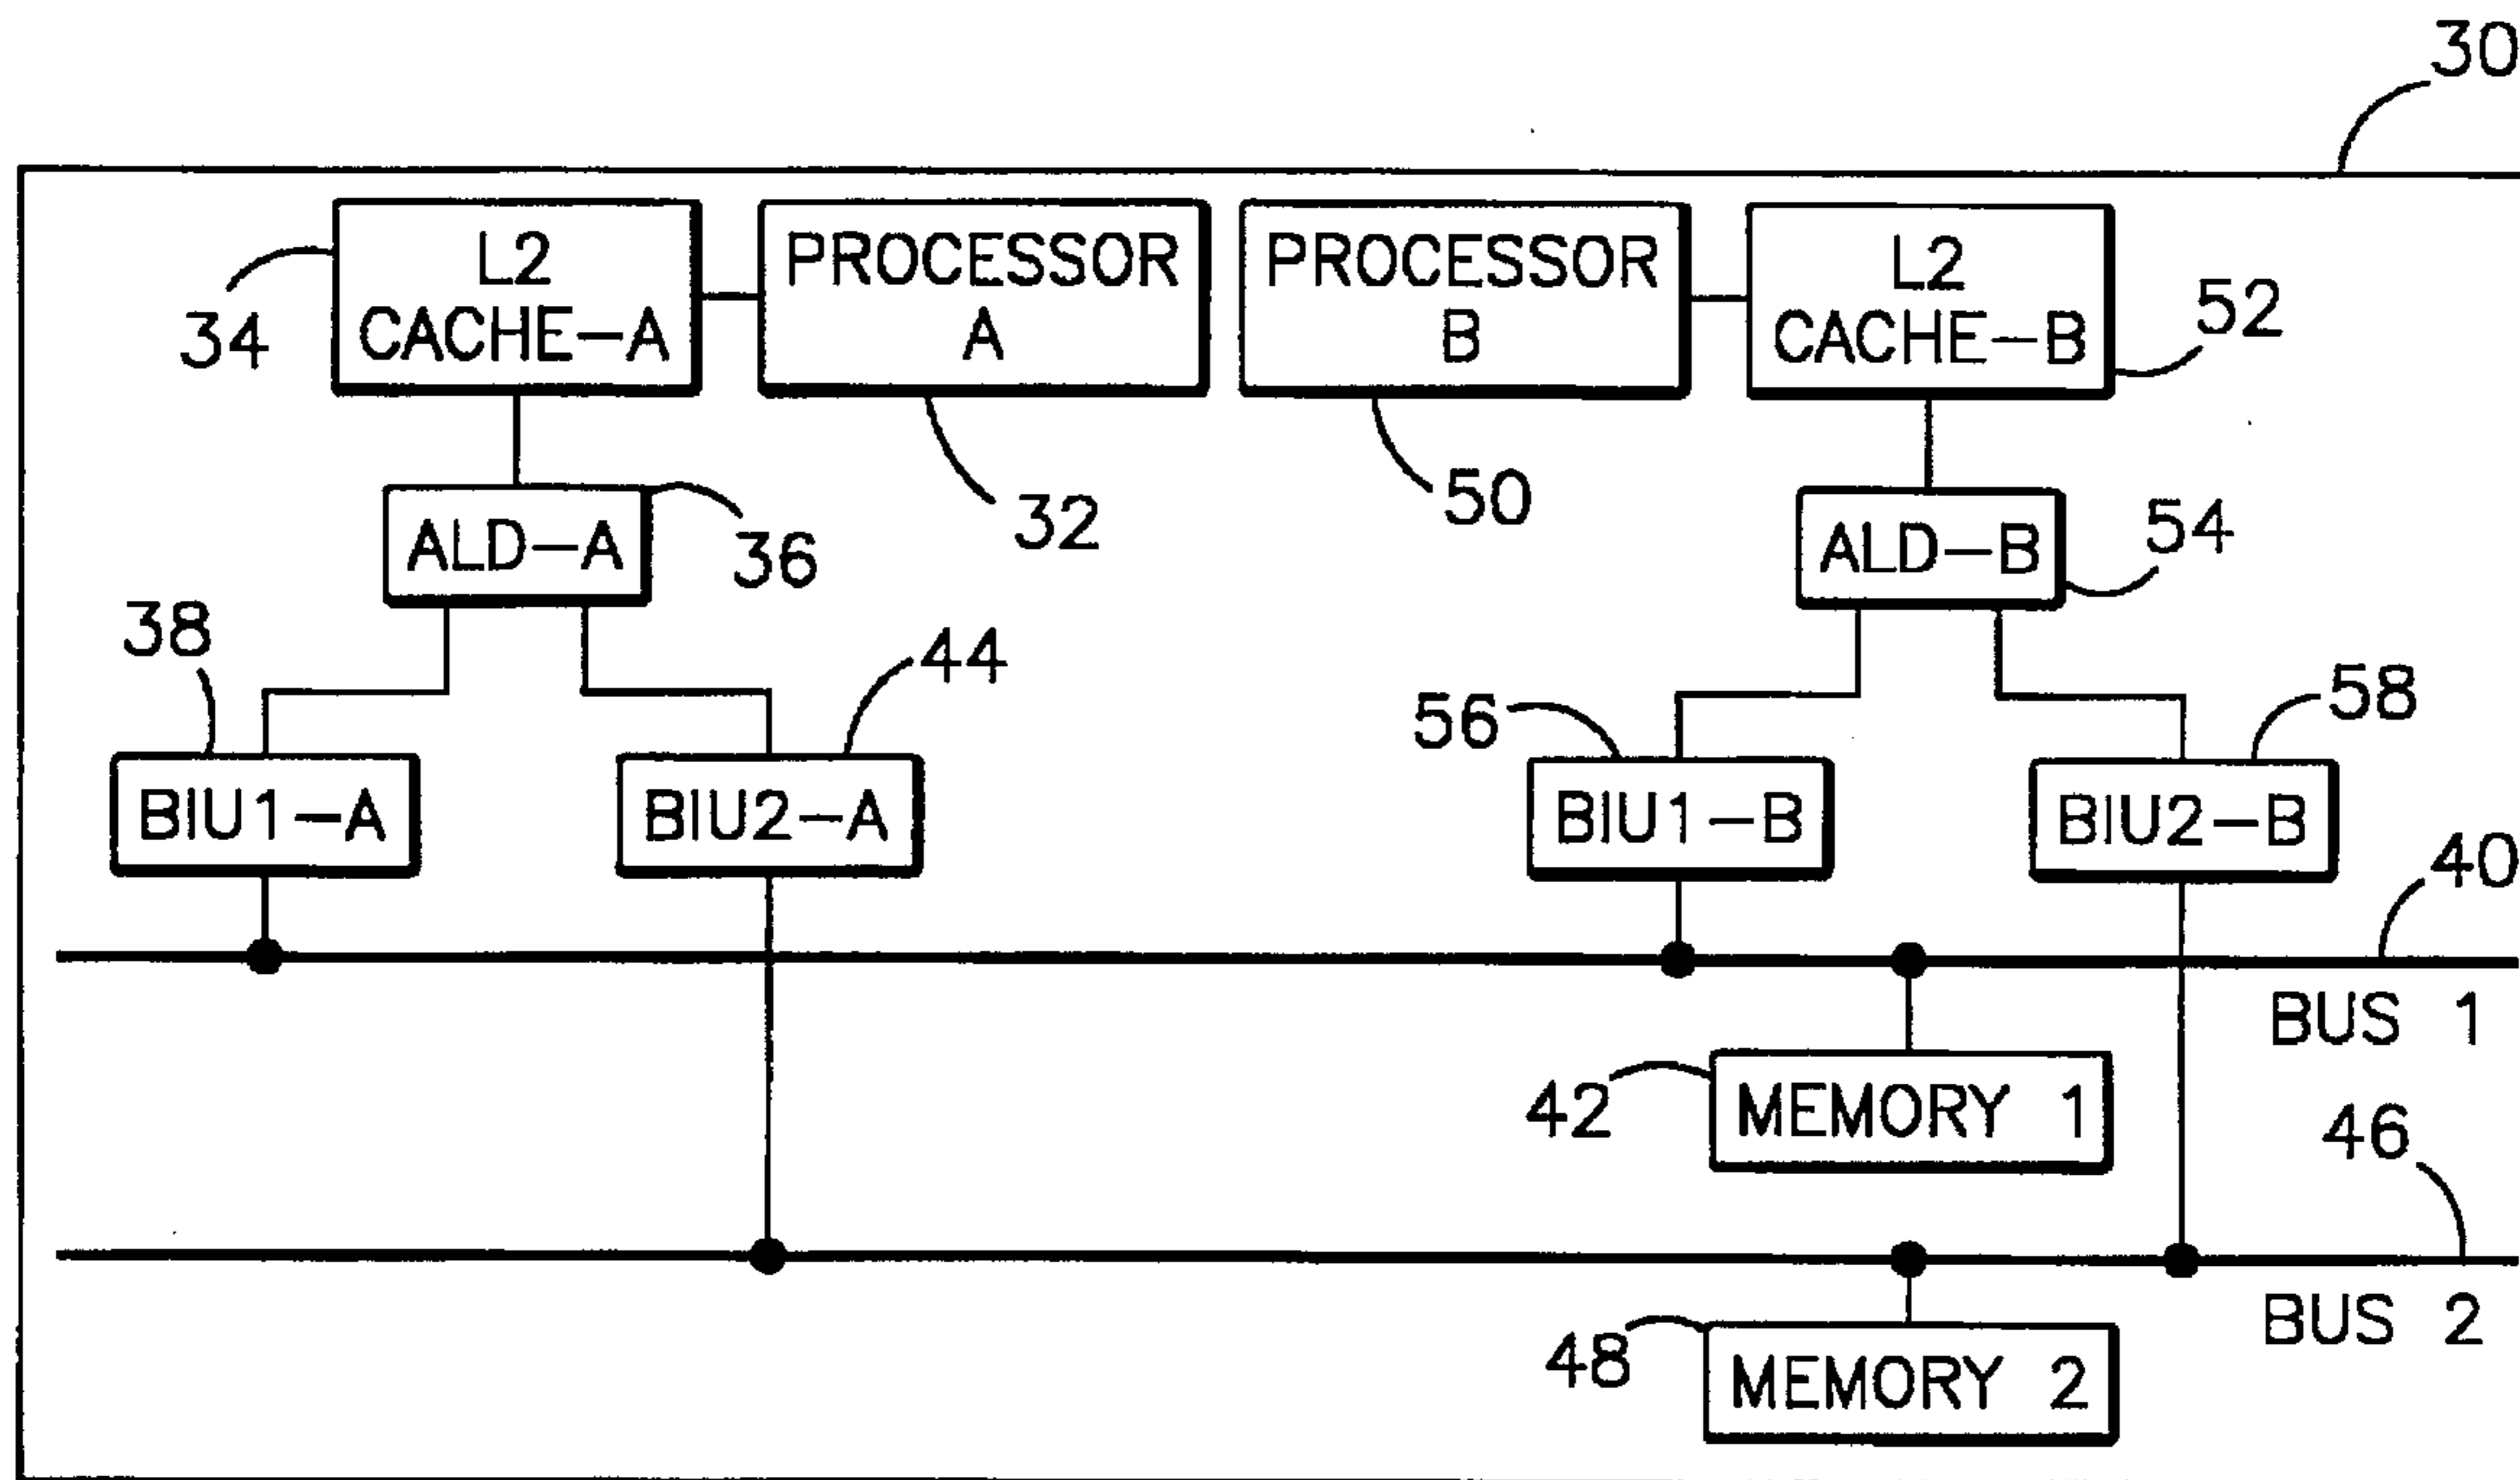 30
L2
CACHE-A
PROCESSOR
A
PROCESSOR
B
L2
CACHE-B
34
52
32
50
ALD-A
36
ALD-B
54
38
44
56
58
BIU1-A
BIU2-A
BIU1-B
BIU2-B
40
BUS 1
42
MEMORY 1
46
BUS 2
48
MEMORY 2